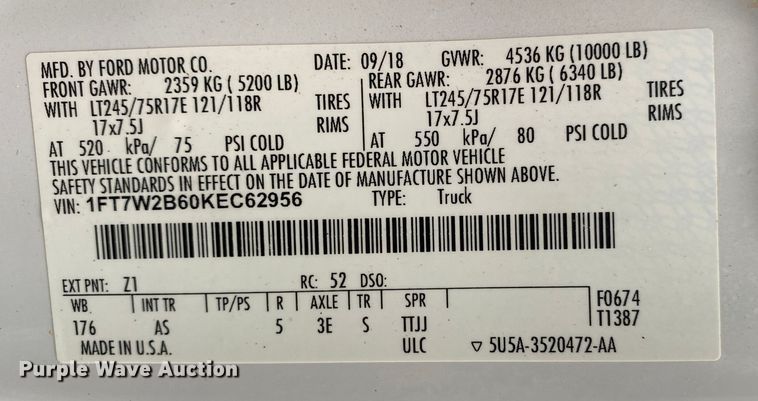 MFD. BY FORD MOTOR CO. DATE: 09/18 GVWR: 4536 KG (10000 LB)
FRONT GAWR: 2359 KG ( 5200 LB) REAR GAWR: 2876 KG ( 6340 LB)
WITH LT245/75R17E 121/118R TIRES WITH LT245/75R17E 121/118R TIRES
17x7.5J RIMS 17x7.5J RIMS
AT 520 kPa/ 75 PSI COLD AT 550 kPa/ 80 PSI COLD
THIS VEHICLE CONFORMS TO ALL APPLICABLE FEDERAL MOTOR VEHICLE
SAFETY STANDARDS IN EFFECT ON THE DATE OF MANUFACTURE SHOWN ABOVE.
VIN: 1FT7W2B60KEC62956 TYPE: Truck
EXT PNT: Z1 RC: 52 DSO:
WB INT TR TP/PS R AXLE TR SPR F0674
176 AS 5 3E S TTJJ T1387
MADE IN U.S.A. ULC ▽ 5U5A-3520472-AA
Purple Wave Auction